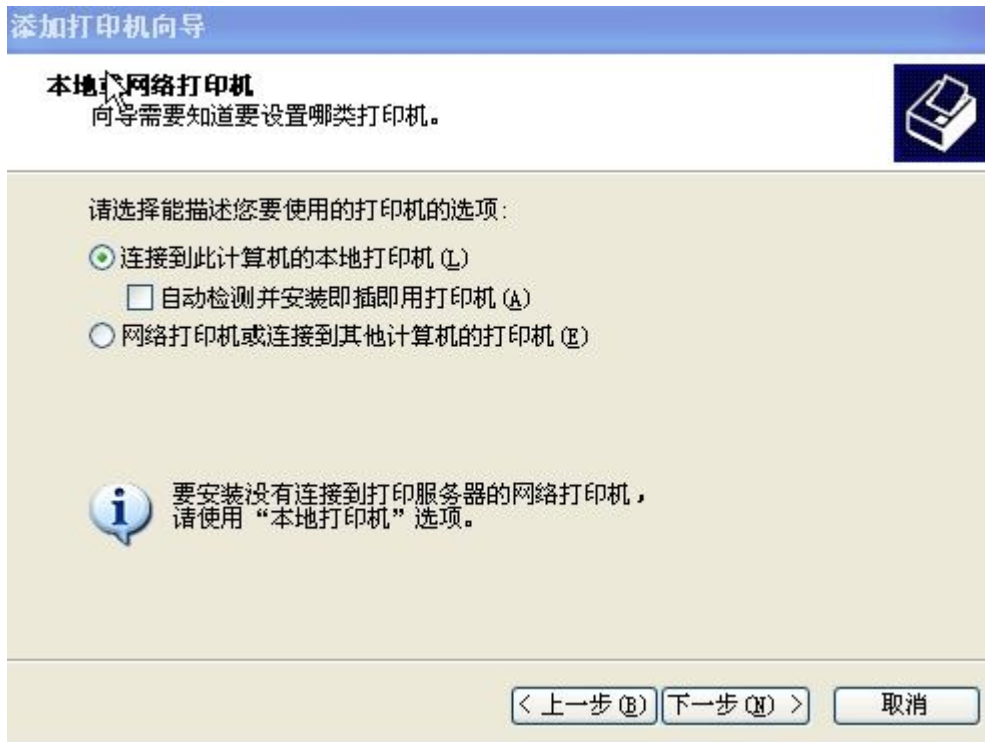 添加打印机向导
本地或网络打印机
向导需要知道要设置哪类打印机。
请选择能描述您要使用的打印机的选项:
连接到此计算机的本地打印机(L)
自动检测并安装即插即用打印机(A)
网络打印机或连接到其他计算机的打印机(E)
要安装没有连接到打印服务器的网络打印机，
请使用“本地打印机”选项。
< 上一步(B) 下一步(N) > 取消